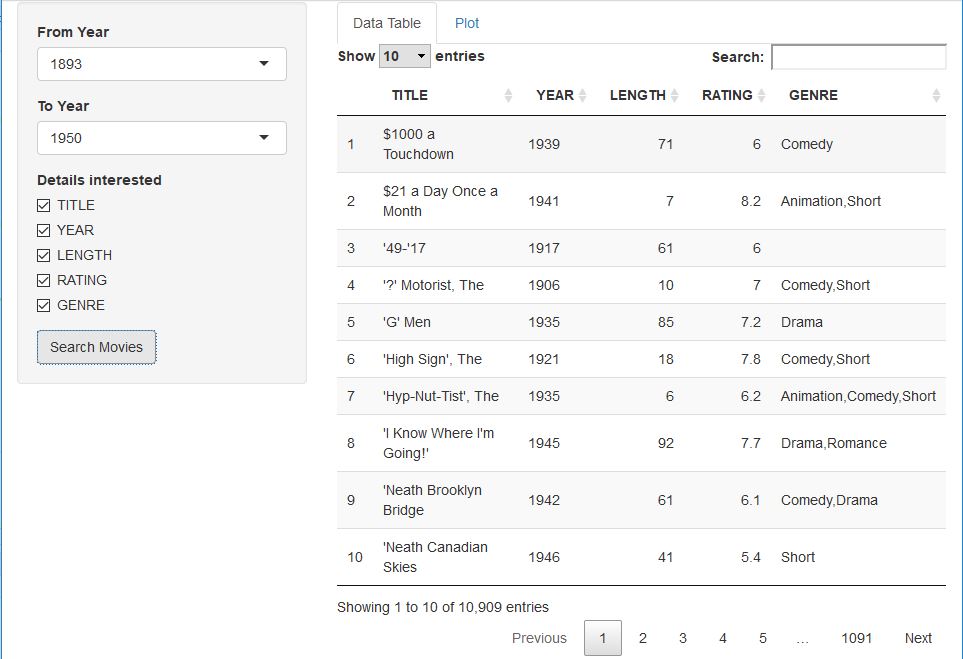 From Year
1893
To Year
1950
Details interested
TITLE
YEAR
LENGTH
RATING
GENRE
Search Movies
Data Table Plot
Show 10 entries Search:
TITLE YEAR LENGTH RATING GENRE
1 $1000 a Touchdown 1939 71 6 Comedy
2 $21 a Day Once a Month 1941 7 8.2 Animation,Short
3 '49-'17 1917 61 6
4 '?' Motorist, The 1906 10 7 Comedy,Short
5 'G' Men 1935 85 7.2 Drama
6 'High Sign', The 1921 18 7.8 Comedy,Short
7 'Hyp-Nut-Tist', The 1935 6 6.2 Animation,Comedy,Short
8 'I Know Where I'm Going!' 1945 92 7.7 Drama,Romance
9 'Neath Brooklyn Bridge 1942 61 6.1 Comedy,Drama
10 'Neath Canadian Skies 1946 41 5.4 Short
Showing 1 to 10 of 10,909 entries
Previous 1 2 3 4 5 … 1091 Next